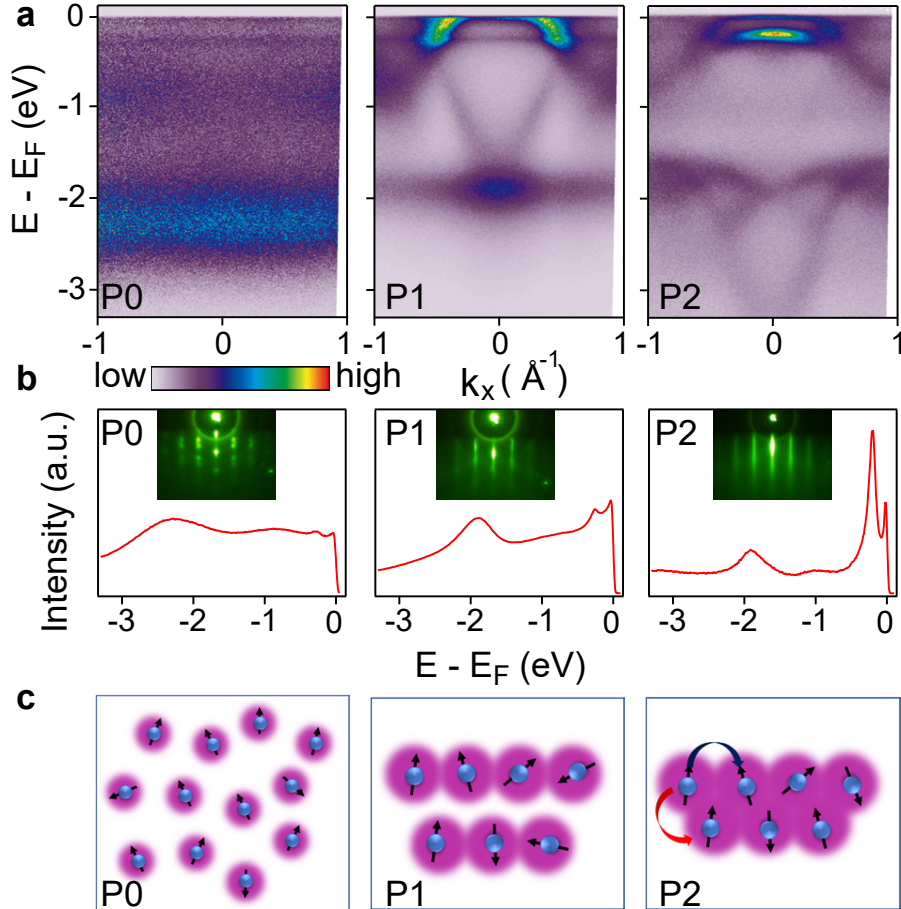 a
E - E_F (eV)
0
-1
-2
-3
P0
P1
P2
-1 0 1
-1 0 1
-1 0 1
low high
k_x ( Å^-1)
b
Intensity (a.u.)
P0
P1
P2
-3 -2 -1 0
-3 -2 -1 0
-3 -2 -1 0
E - E_F (eV)
c
P0
P1
P2